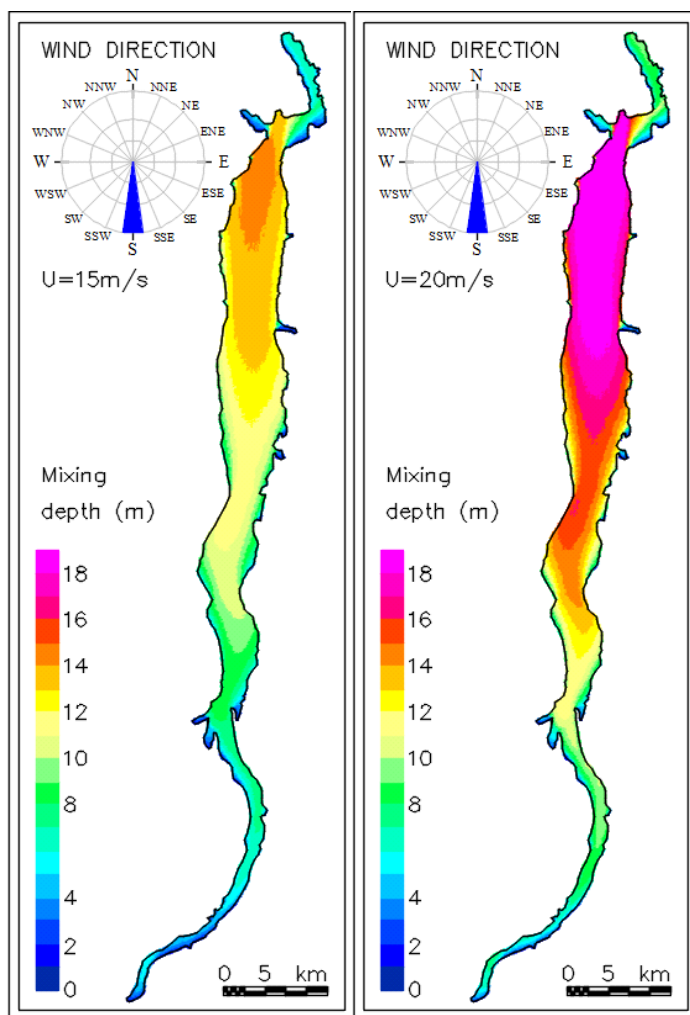 WIND DIRECTION
N
NNW NNE
NW NE
WNW ENE
W E
WSW ESE
SW SE
SSW SSE
S
U=15m/s
Mixing
depth (m)
18
16
14
12
10
8
4
2
0
0 5 km
WIND DIRECTION
N
NNW NNE
NW NE
WNW ENE
W E
WSW ESE
SW SE
SSW SSE
S
U=20m/s
Mixing
depth (m)
18
16
14
12
10
8
4
2
0
0 5 km